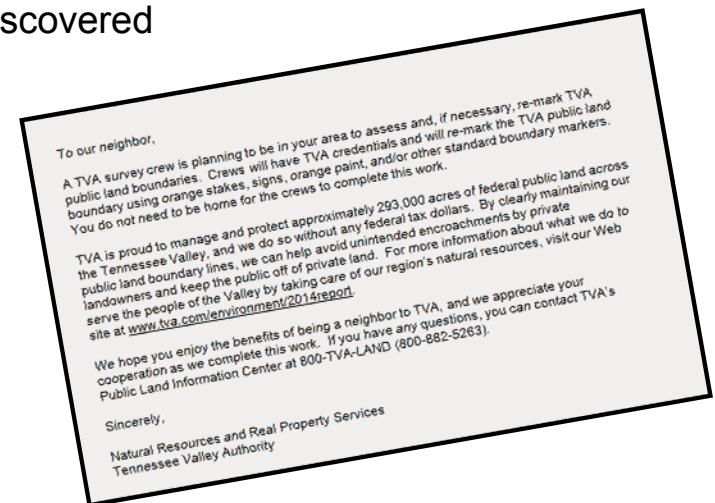 scovered
To our neighbor,
A TVA survey crew is planning to be in your area to assess and, if necessary, re-mark TVA
public land boundaries. Crews will have TVA credentials and will re-mark the TVA public land
boundary using orange stakes, signs, orange paint, and/or other standard boundary markers.
You do not need to be home for the crews to complete this work.
TVA is proud to manage and protect approximately 293,000 acres of federal public land across
the Tennessee Valley, and we do so without any federal tax dollars. By clearly maintaining our
public land boundary lines, we can help avoid unintended encroachments by private
landowners and keep the public off of private land. For more information about what we do to
serve the people of the Valley by taking care of our region's natural resources, visit our Web
site at www.tva.com/environment/2014report.
We hope you enjoy the benefits of being a neighbor to TVA, and we appreciate your
cooperation as we complete this work. If you have any questions, you can contact TVA's
Public Land Information Center at 800-TVA-LAND (800-882-5263).
Sincerely,
Natural Resources and Real Property Services
Tennessee Valley Authority